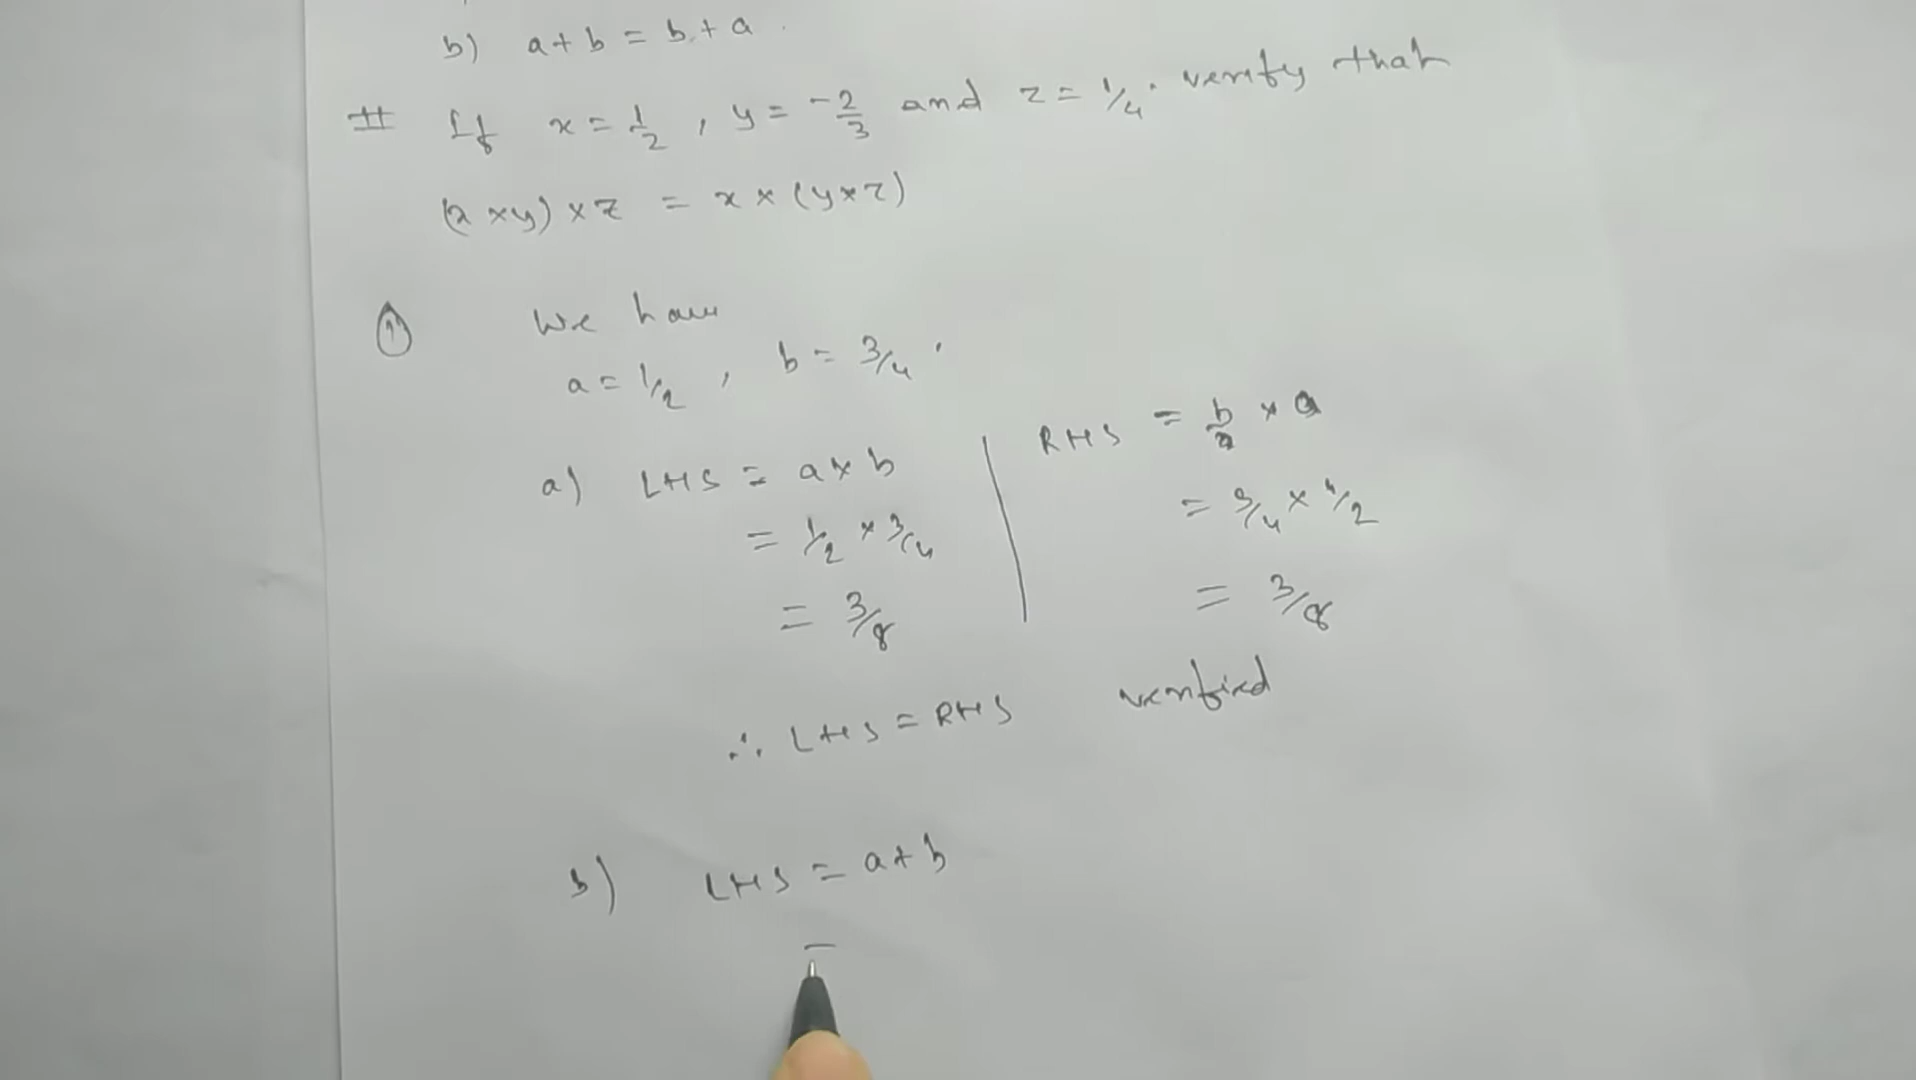 b) a + b = b + a .
# If x = 1/2 , y = -2/3 and z = 1/4 . verify that
(x × y) × z = x × (y × z)
① We have
a = 1/2 , b = 3/4 .
a) LHS = a × b
= 1/2 × 3/4
= 3/8
RHS = b × a
= 3/4 × 1/2
= 3/8
∴ LHS = RHS verified
b) LHS = a + b